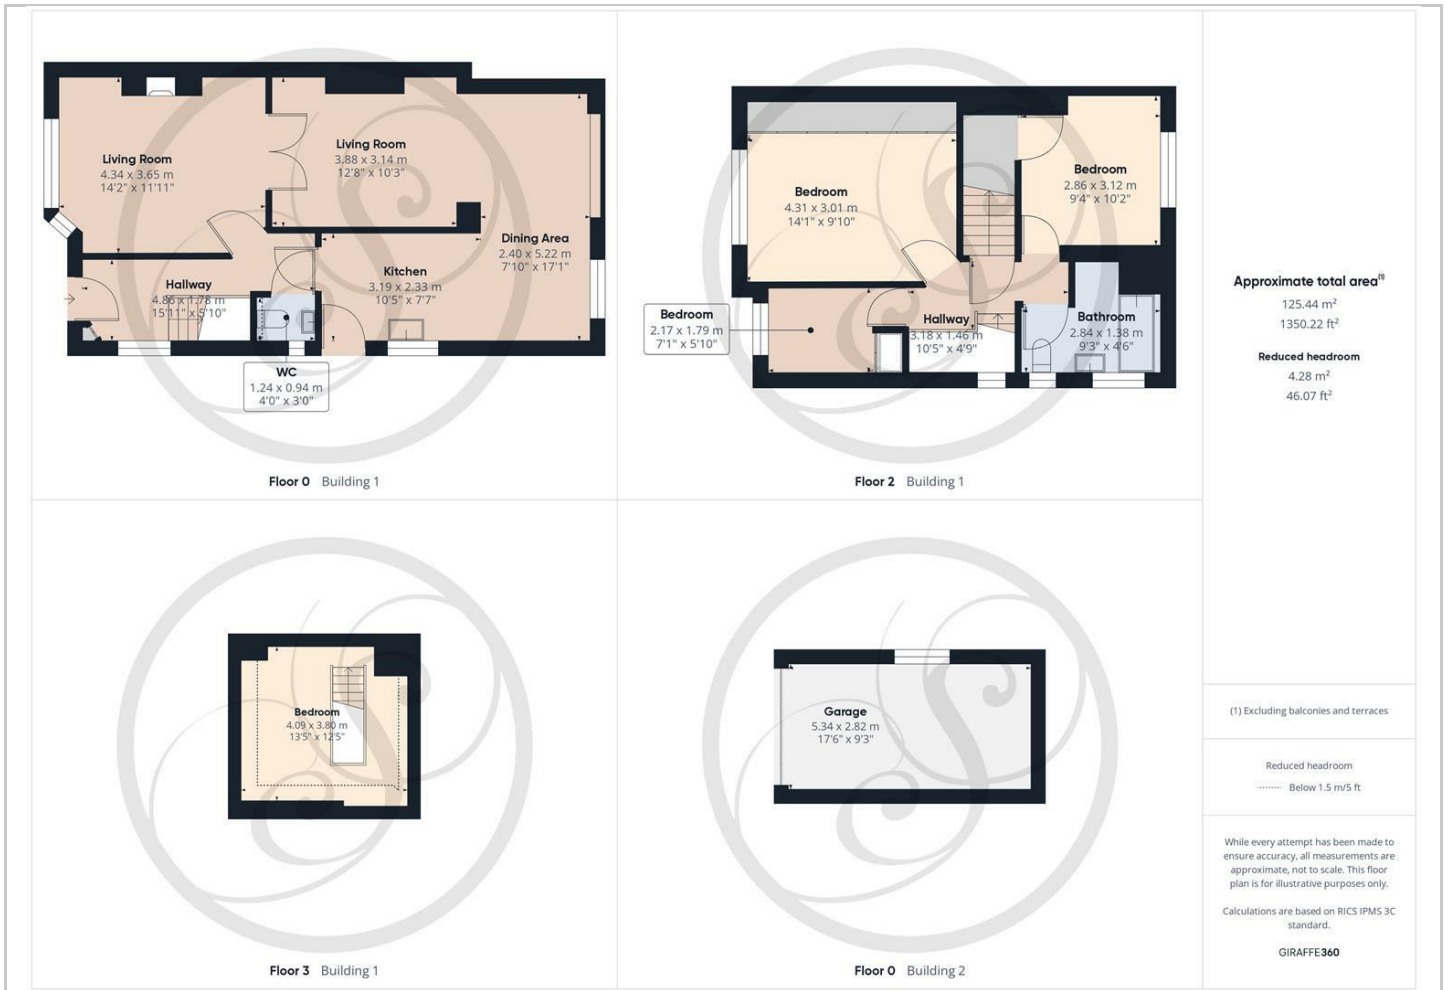 Living Room
4.34 x 3.65 m
14'2" x 11'11"
Living Room
3.88 x 3.14 m
12'8" x 10'3"
Dining Area
2.40 x 5.22 m
7'10" x 17'1"
Kitchen
3.19 x 2.33 m
10'5" x 7'7"
Hallway
4.86 x 1.78 m
15'11" x 5'10"
WC
1.24 x 0.94 m
4'0" x 3'0"
Floor 0 Building 1
Bedroom
4.31 x 3.01 m
14'1" x 9'10"
Bedroom
2.86 x 3.12 m
9'4" x 10'2"
Bedroom
2.17 x 1.79 m
7'1" x 5'10"
Hallway
3.18 x 1.46 m
10'5" x 4'9"
Bathroom
2.84 x 1.38 m
9'3" x 4'6"
Floor 2 Building 1
Bedroom
4.09 x 3.80 m
13'5" x 12'5"
Floor 3 Building 1
Garage
5.34 x 2.82 m
17'6" x 9'3"
Floor 0 Building 2
Approximate total area⁽¹⁾
125.44 m²
1350.22 ft²
Reduced headroom
4.28 m²
46.07 ft²
(1) Excluding balconies and terraces
Reduced headroom
Below 1.5 m/5 ft
While every attempt has been made to
ensure accuracy, all measurements are
approximate, not to scale. This floor
plan is for illustrative purposes only.
Calculations are based on RICS IPMS 3C
standard.
GIRAFFE360